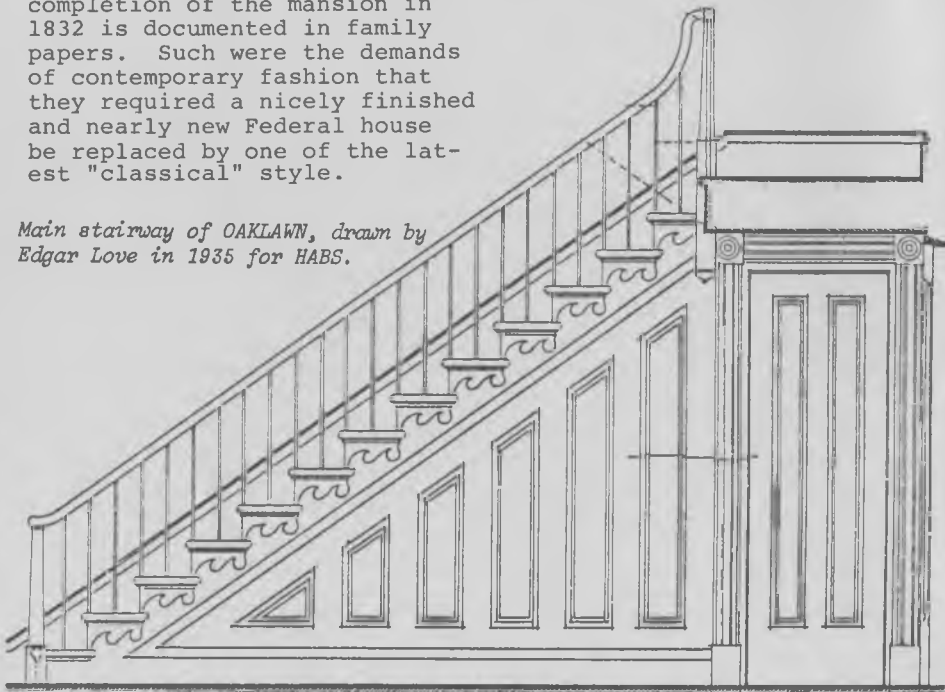 completion of the mansion in
1832 is documented in family
papers. Such were the demands
of contemporary fashion that
they required a nicely finished
and nearly new Federal house
be replaced by one of the lat-
est "classical" style.
Main stairway of OAKLAWN, drawn by
Edgar Love in 1935 for HABS.